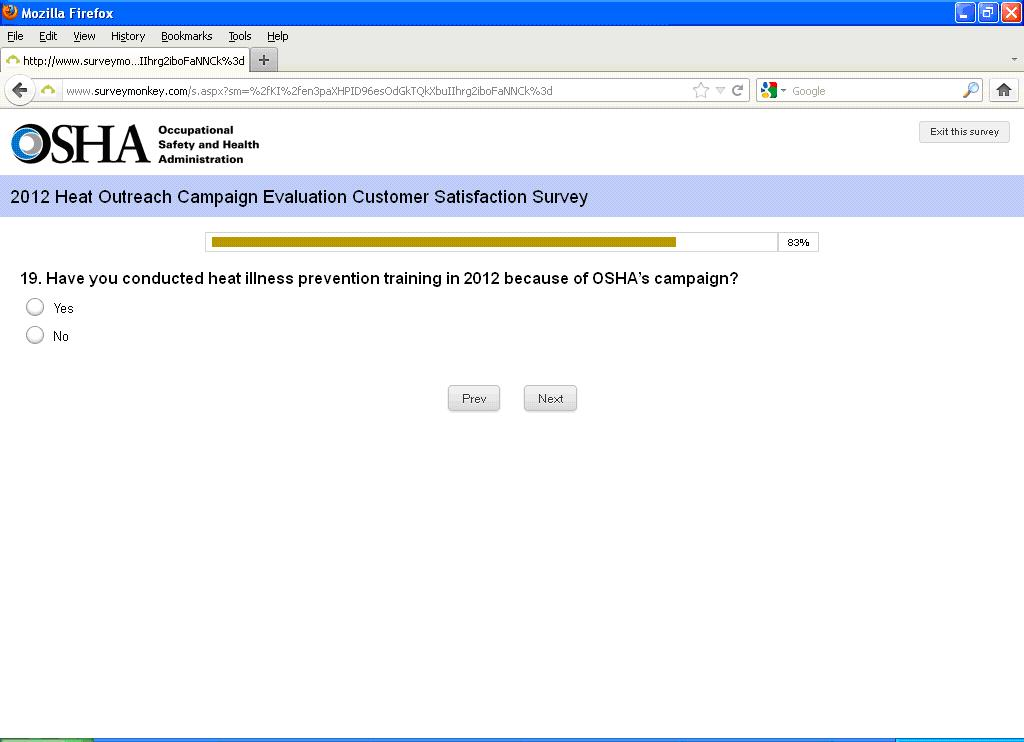 Mozilla Firefox
File Edit View History Bookmarks Tools Help
http://www.surveymo...IIhrg2iboFaNNCk%3d
www.surveymonkey.com/s.aspx?sm=%2fKI%2fen3paXHPID96esOdGkTQkXbuIIhrg2iboFaNNCk%3d
Google
OSHA
Occupational
Safety and Health
Administration
Exit this survey
2012 Heat Outreach Campaign Evaluation Customer Satisfaction Survey
83%
19. Have you conducted heat illness prevention training in 2012 because of OSHA's campaign?
Yes
No
Prev Next